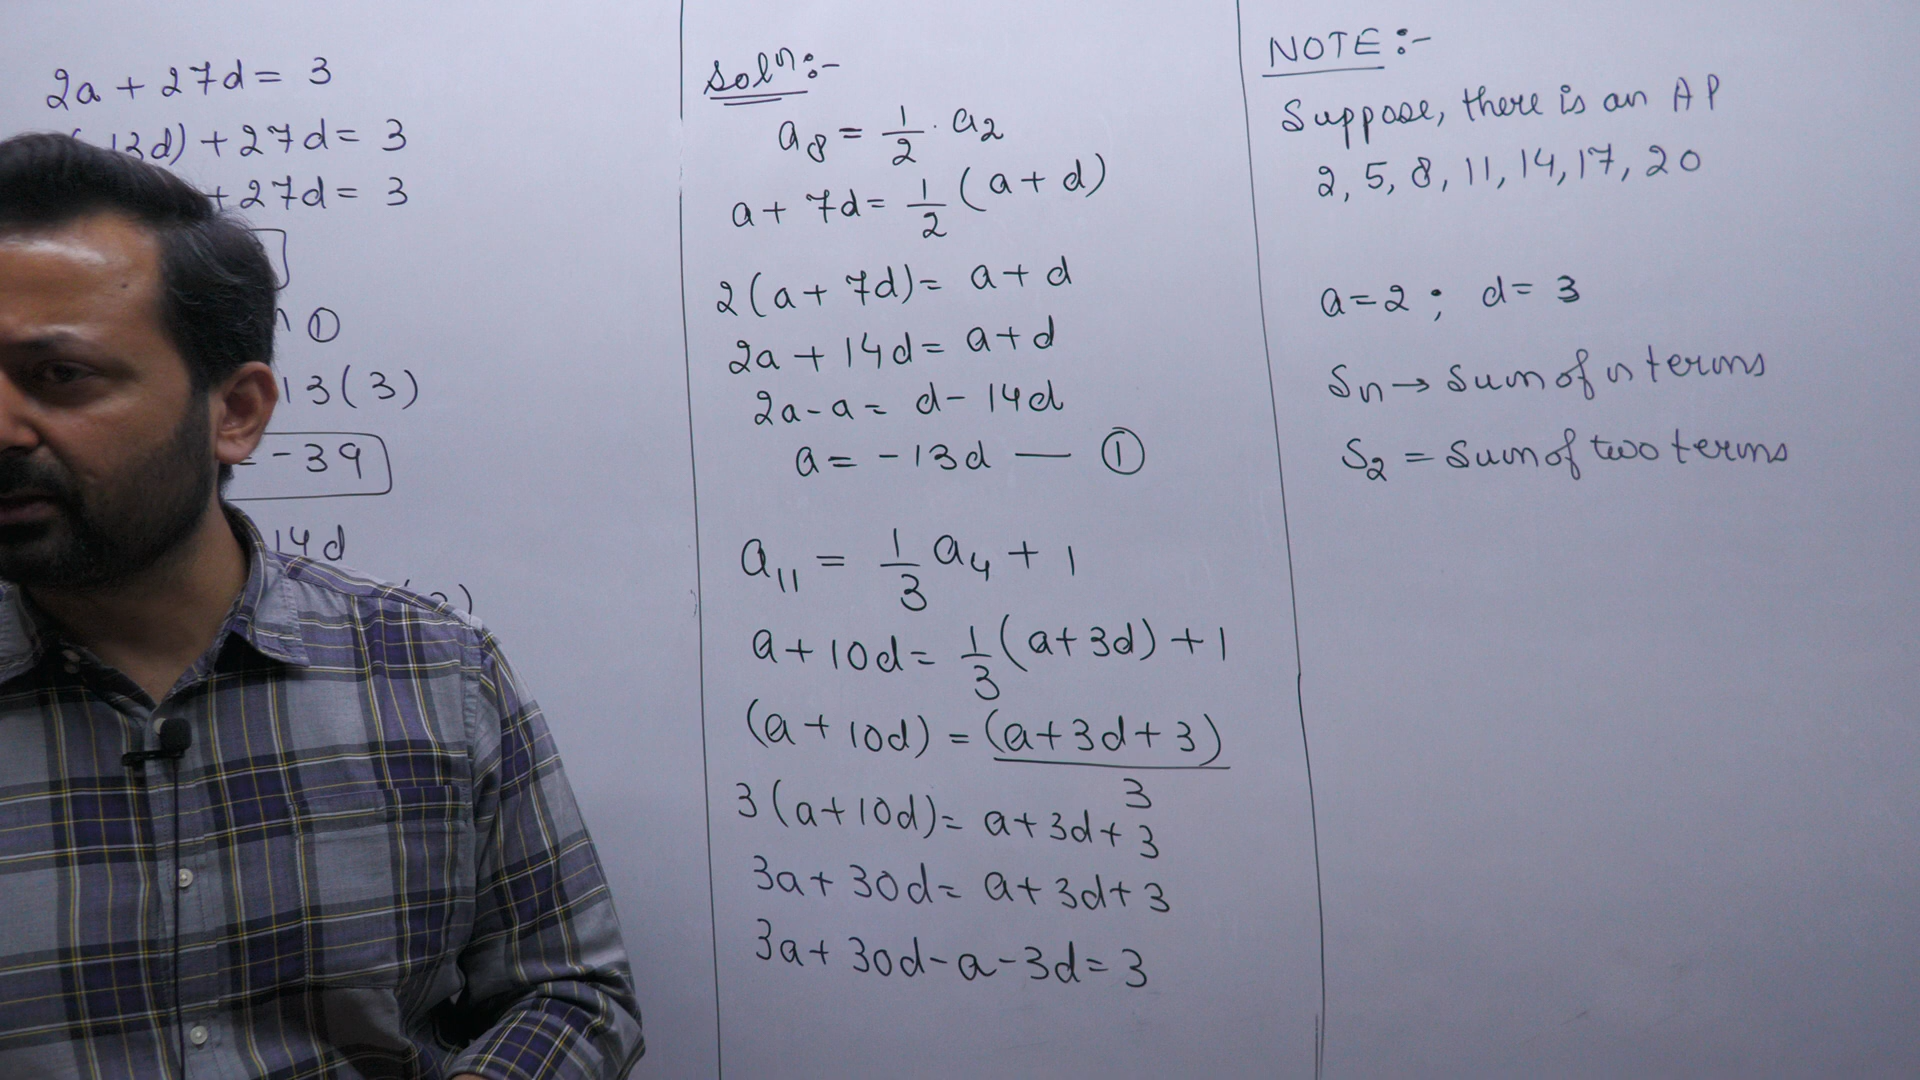 2a + 27d = 3
13d) + 27d = 3
+ 27d = 3
①
13(3)
= -39
14d
Solⁿ:-
a₈ = 1/2 . a₂
a + 7d = 1/2 (a + d)
2(a + 7d) = a + d
2a + 14d = a + d
2a - a = d - 14d
a = -13d — ①
a₁₁ = 1/3 a₄ + 1
a + 10d = 1/3 (a + 3d) + 1
(a + 10d) = (a + 3d + 3)/3
3(a + 10d) = a + 3d + 3
3a + 30d = a + 3d + 3
3a + 30d - a - 3d = 3
NOTE:-
Suppose, there is an AP
2, 5, 8, 11, 14, 17, 20
a = 2 ; d = 3
Sn → Sum of n terms
S₂ = Sum of two terms